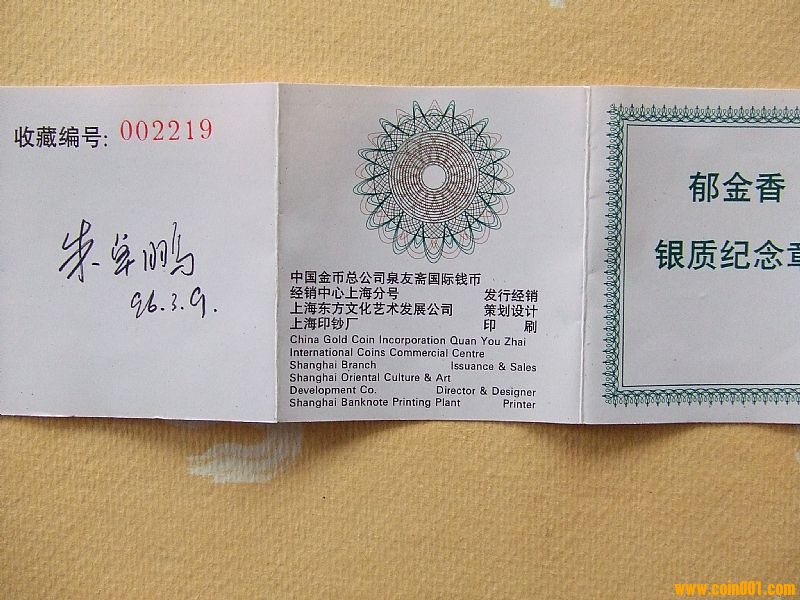 收藏编号: 002219
朱
96.3.9.
中国金币总公司泉友斋国际钱币
经销中心上海分号 发行经销
上海东方文化艺术发展公司 策划设计
上海印钞厂 印 刷
China Gold Coin Incorporation Quan You Zhai
International Coins Commercial Centre
Shanghai Branch Issuance & Sales
Shanghai Oriental Culture & Art
Development Co. Director & Designer
Shanghai Banknote Printing Plant Printer
郁金香
银质纪念章
www.coin001.com